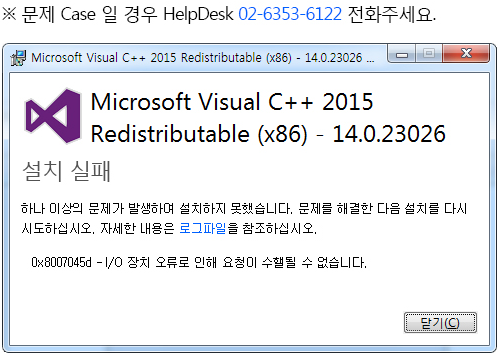 ※ 문제 Case 일 경우 HelpDesk 02-6353-6122 전화주세요.
Microsoft Visual C++ 2015 Redistributable (x86) - 14.0.23026 ...
Microsoft Visual C++ 2015
Redistributable (x86) - 14.0.23026
설치 실패
하나 이상의 문제가 발생하여 설치하지 못했습니다. 문제를 해결한 다음 설치를 다시
시도하십시오. 자세한 내용은 로그파일을 참조하십시오.
0x8007045d - I/O 장치 오류로 인해 요청이 수핼될 수 없습니다.
닫기(C)